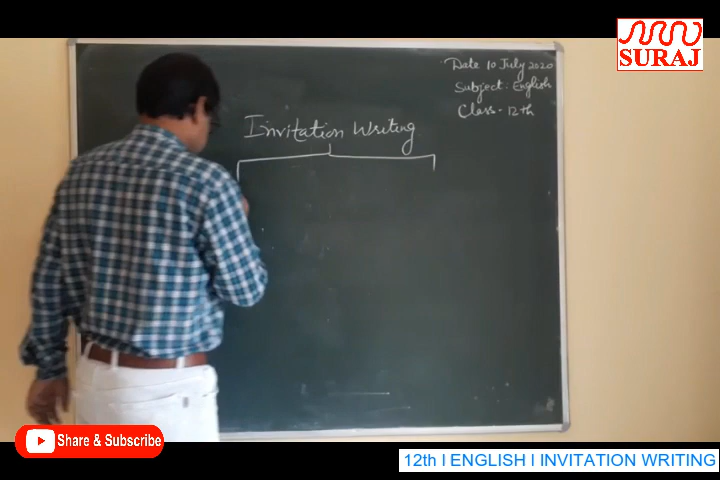 SURAJ
Date 10 July 2020
Subject: English
Class- 12th
Invitation Writing
Share & Subscribe
12th I ENGLISH I INVITATION WRITING